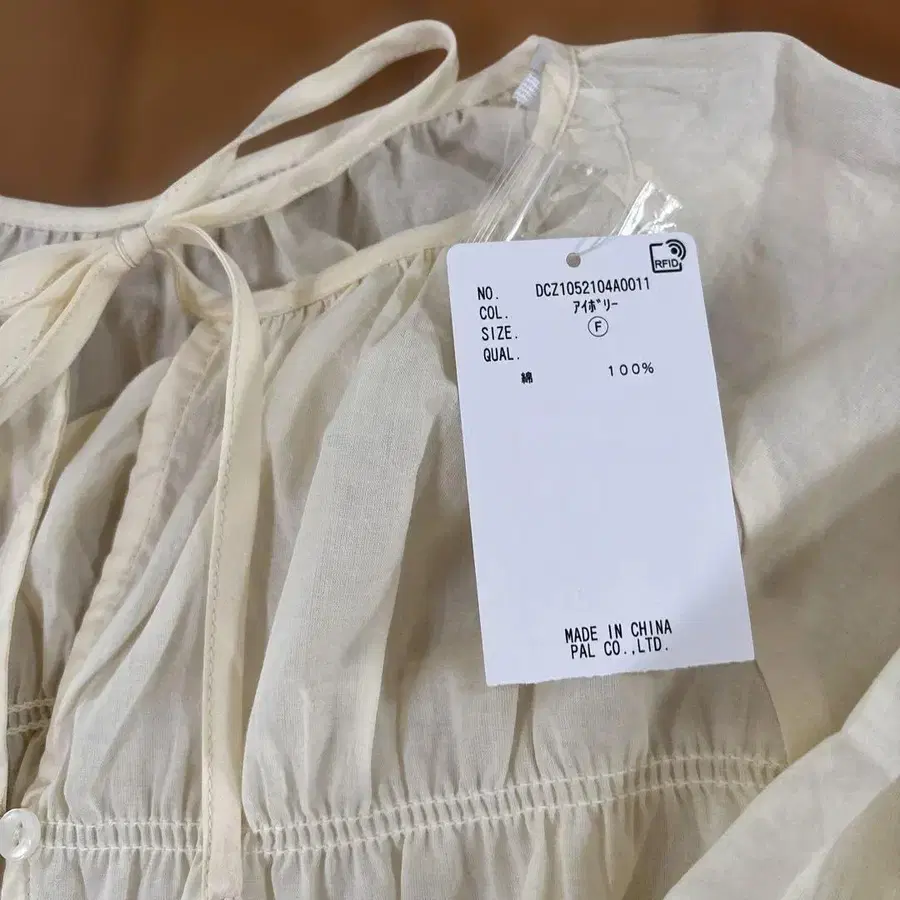 RFID
NO. DCZ1052104A0011
COL. ｱｲﾎﾞﾘｰ
SIZE. Ⓕ
QUAL.
綿 100%
MADE IN CHINA
PAL CO.,LTD.